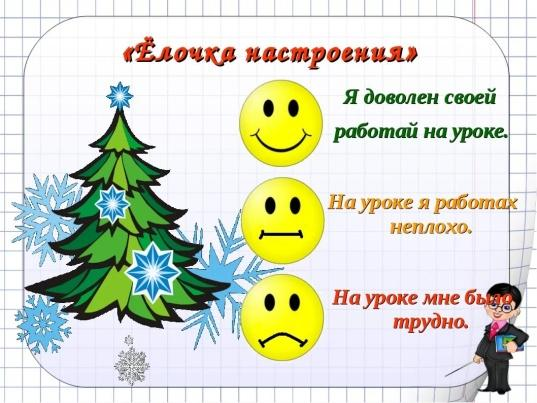 «Ёлочка настроения»
Я доволен своей
работай на уроке.
На уроке я работах
неплохо.
На уроке мне было
трудно.